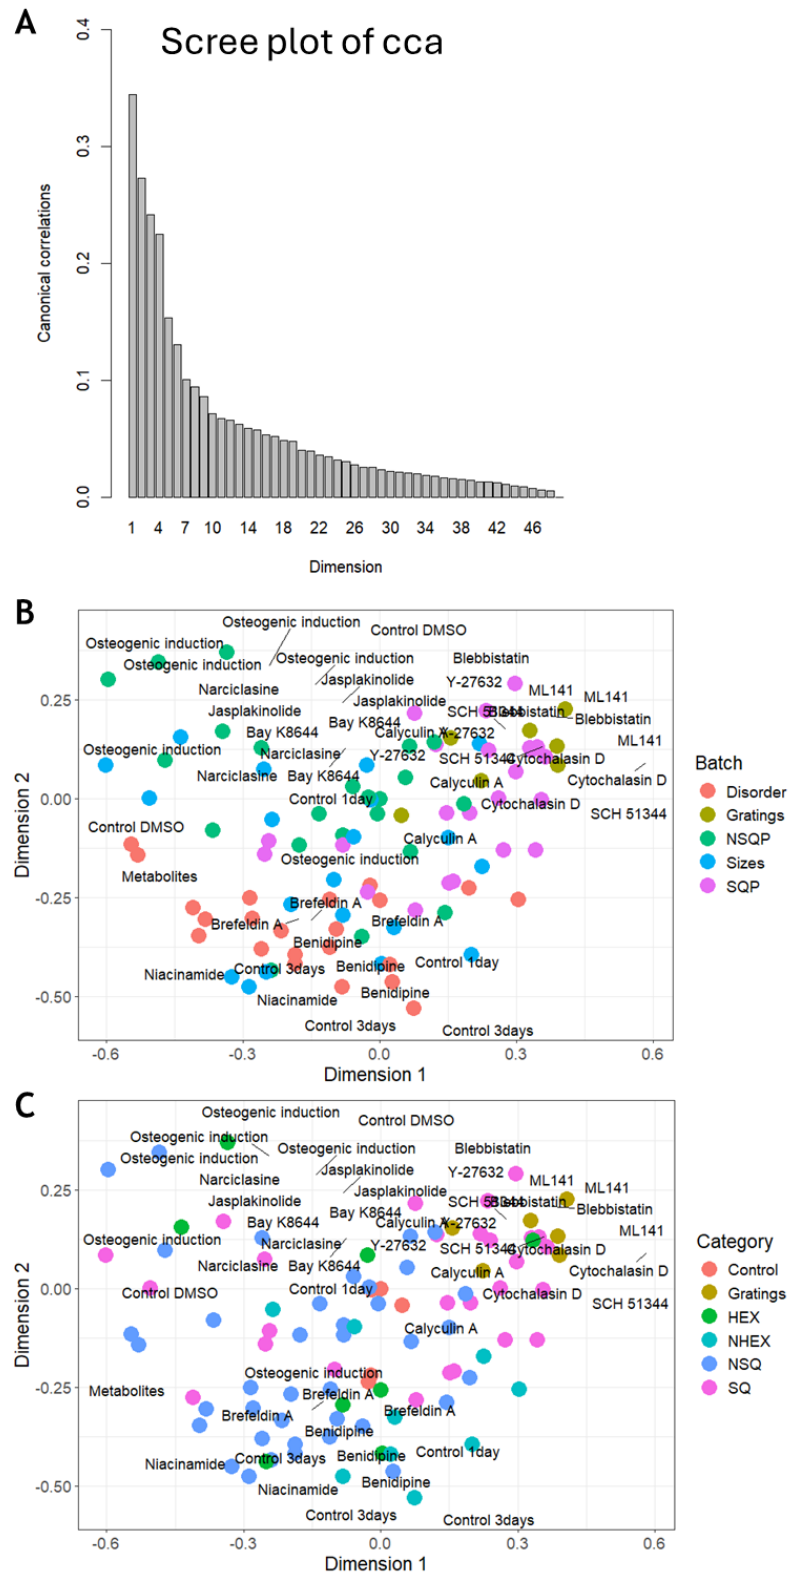 A
Scree plot of cca
0.4
0.3
0.2
0.1
0.0
Canonical correlations
1 4 7 10 14 18 22 26 30 34 38 42 46
Dimension
B
Osteogenic induction
Control DMSO
Osteogenic induction
Osteogenic induction
Osteogenic induction
Blebbistatin
Narciclasine
Jasplakinolide
Y-27632
ML141
ML141
Jasplakinolide
Jasplakinolide
SCH 51344
Blebbistatin
Blebbistatin
Bay K8644
Bay K8644
Calyculin A
Y-27632
ML141
Osteogenic induction
Narciclasine
Y-27632
SCH 51344
Cytochalasin D
Narciclasine
Bay K8644
Calyculin A
Cytochalasin D
Control 1day
Cytochalasin D
SCH 51344
Control DMSO
Calyculin A
Osteogenic induction
Metabolites
Brefeldin A
Brefeldin A
Brefeldin A
Benidipine
Niacinamide
Control 3days
Benidipine
Control 1day
Niacinamide
Benidipine
Control 3days
Control 3days
0.25
0.00
-0.25
-0.50
Dimension 2
-0.6 -0.3 0.0 0.3 0.6
Dimension 1
Batch
Disorder
Gratings
NSQP
Sizes
SQP
C
Osteogenic induction
Control DMSO
Osteogenic induction
Osteogenic induction
Osteogenic induction
Blebbistatin
Narciclasine
Jasplakinolide
Y-27632
ML141
ML141
Jasplakinolide
Jasplakinolide
SCH 51344
Blebbistatin
Blebbistatin
Bay K8644
Bay K8644
Calyculin A
Y-27632
ML141
Osteogenic induction
Narciclasine
Y-27632
SCH 51344
Cytochalasin D
Narciclasine
Bay K8644
Calyculin A
Cytochalasin D
Control DMSO
Control 1day
Cytochalasin D
SCH 51344
Calyculin A
Osteogenic induction
Metabolites
Brefeldin A
Brefeldin A
Brefeldin A
Benidipine
Niacinamide
Control 3days
Benidipine
Control 1day
Niacinamide
Benidipine
Control 3days
Control 3days
0.25
0.00
-0.25
-0.50
Dimension 2
-0.6 -0.3 0.0 0.3 0.6
Dimension 1
Category
Control
Gratings
HEX
NHEX
NSQ
SQ